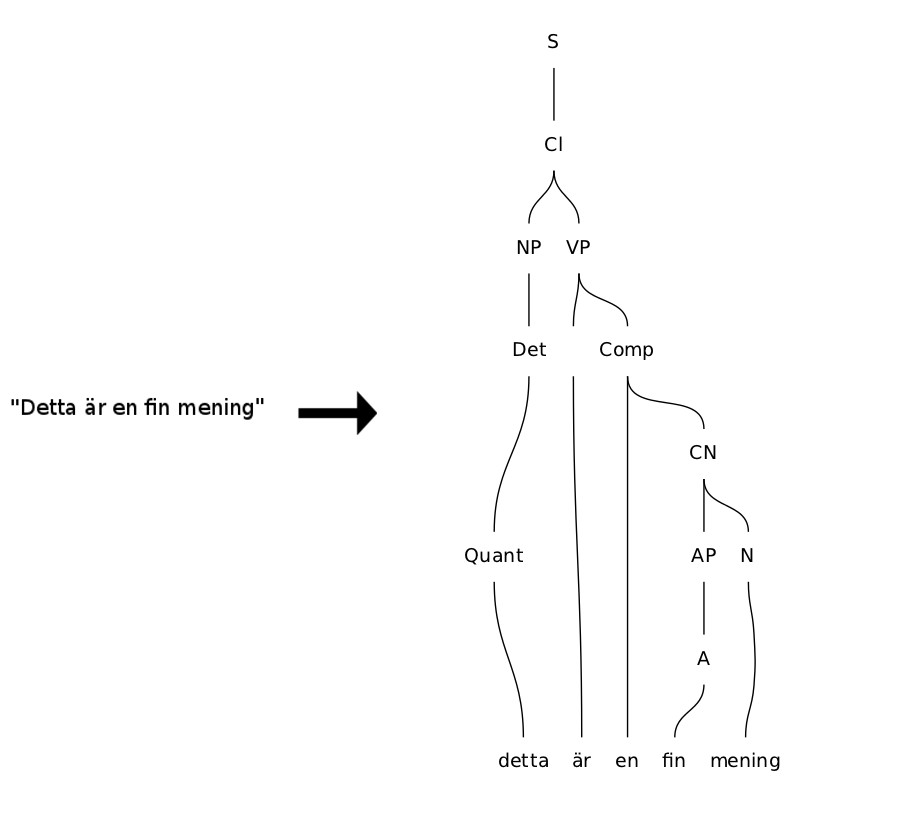 S
Cl
NP VP
Det Comp
"Detta är en fin mening"
CN
Quant AP N
A
detta är en fin mening